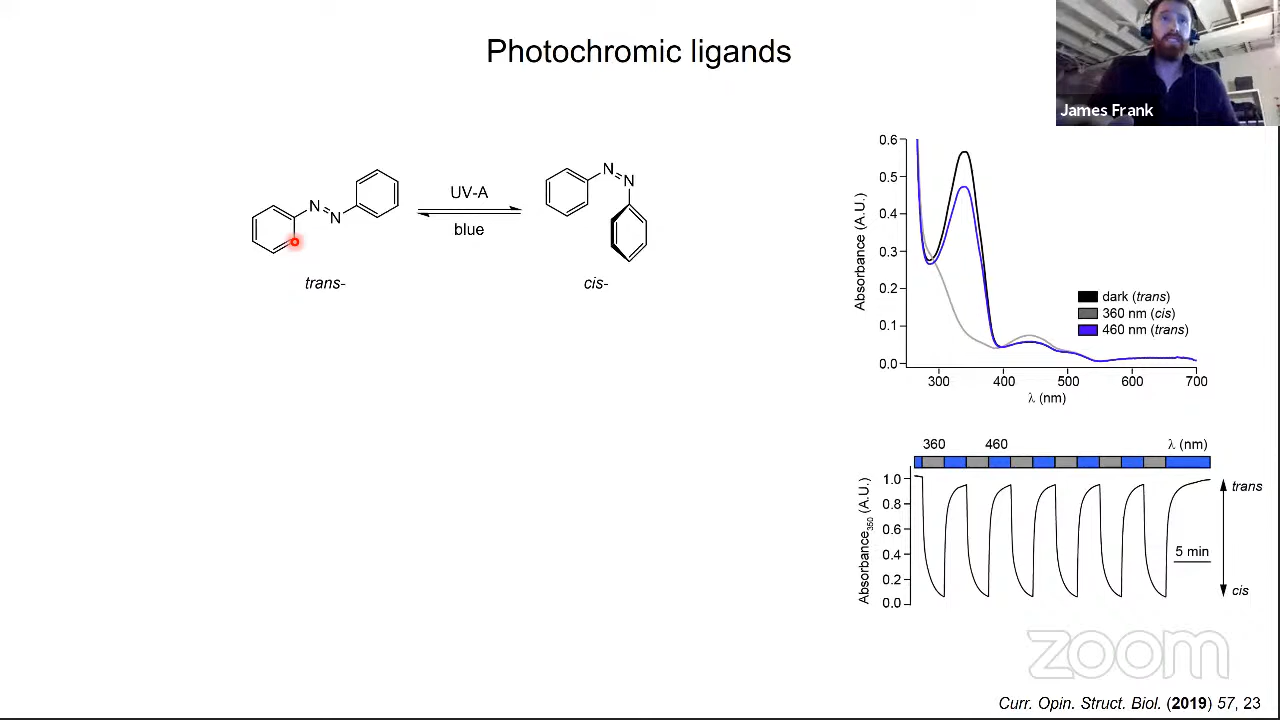 Photochromic ligands
James Frank
N
N
UV-A
blue
trans-
N
N
cis-
Absorbance (A.U.)
0.6
0.5
0.4
0.3
0.2
0.1
0.0
dark (trans)
360 nm (cis)
460 nm (trans)
300 400 500 600 700
λ (nm)
360 460 λ (nm)
Absorbance350 (A.U.)
1.0
0.8
0.6
0.4
0.2
0.0
trans
5 min
cis
zoom
Curr. Opin. Struct. Biol. (2019) 57, 23